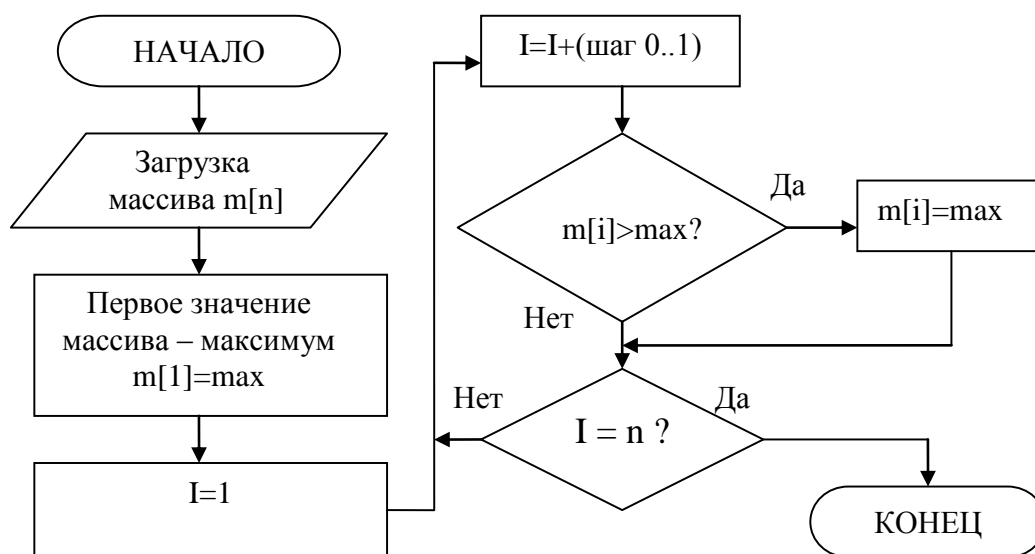 НАЧАЛО
Загрузка
массива m[n]
Первое значение
массива – максимум
m[1]=max
I=1
I=I+(шаг 0..1)
m[i]>max?
Да
m[i]=max
Нет
I = n ?
Нет
Да
КОНЕЦ